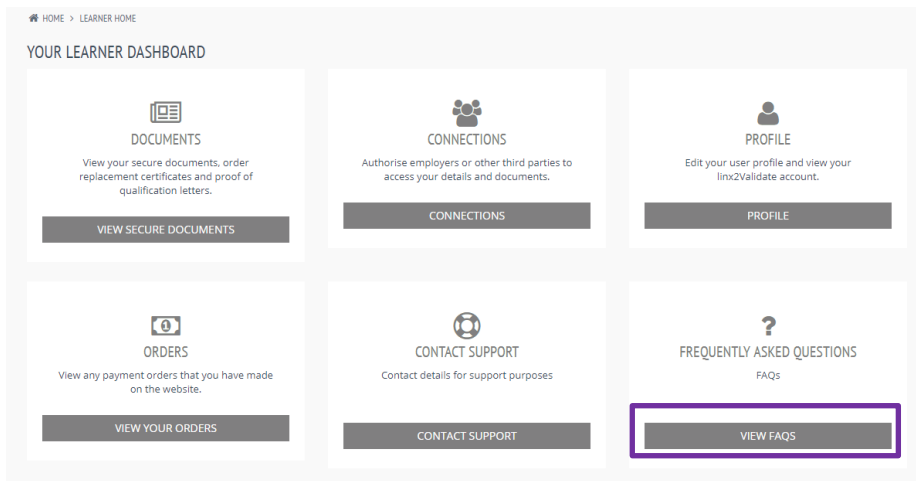 HOME > LEARNER HOME
YOUR LEARNER DASHBOARD
DOCUMENTS
View your secure documents, order
replacement certificates and proof of
qualification letters.
VIEW SECURE DOCUMENTS
CONNECTIONS
Authorise employers or other third parties to
access your details and documents.
CONNECTIONS
PROFILE
Edit your user profile and view your
linx2Validate account.
PROFILE
1
ORDERS
View any payment orders that you have made
on the website.
VIEW YOUR ORDERS
CONTACT SUPPORT
Contact details for support purposes
CONTACT SUPPORT
?
FREQUENTLY ASKED QUESTIONS
FAQs
VIEW FAQS